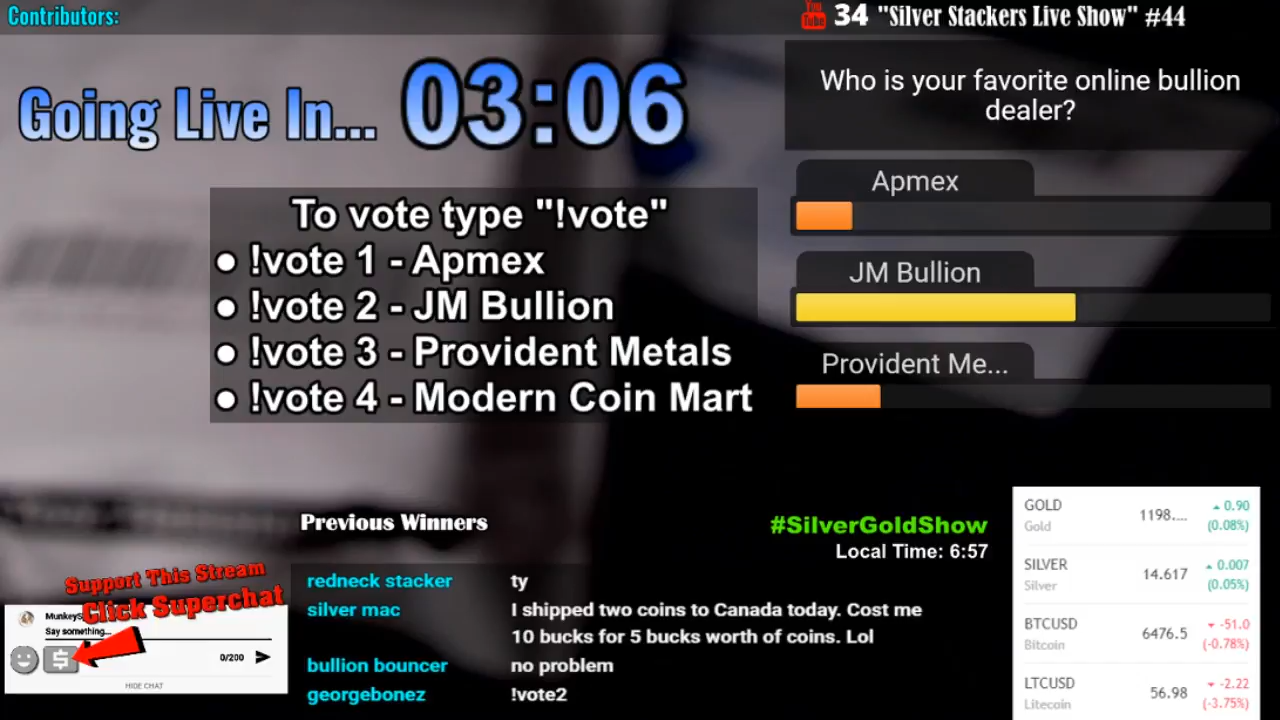 Contributors:
You Tube 34 "Silver Stackers Live Show" #44
Going Live In... 03:06
Who is your favorite online bullion
dealer?
To vote type "!vote"
● !vote 1 - Apmex
● !vote 2 - JM Bullion
● !vote 3 - Provident Metals
● !vote 4 - Modern Coin Mart
Apmex
JM Bullion
Provident Me...
Previous Winners
#SilverGoldShow
Local Time: 6:57
redneck stacker ty
silver mac I shipped two coins to Canada today. Cost me
10 bucks for 5 bucks worth of coins. Lol
bullion bouncer no problem
georgebonez !vote2
Support This Stream
Click Superchat
Say something...
$ 0/200
HIDE CHAT
GOLD 1198.... 0.90
Gold (0.08%)
SILVER 14.617 0.007
Silver (0.05%)
BTCUSD 6476.5 -51.0
Bitcoin (-0.78%)
LTCUSD 56.98 -2.22
Litecoin (-3.75%)